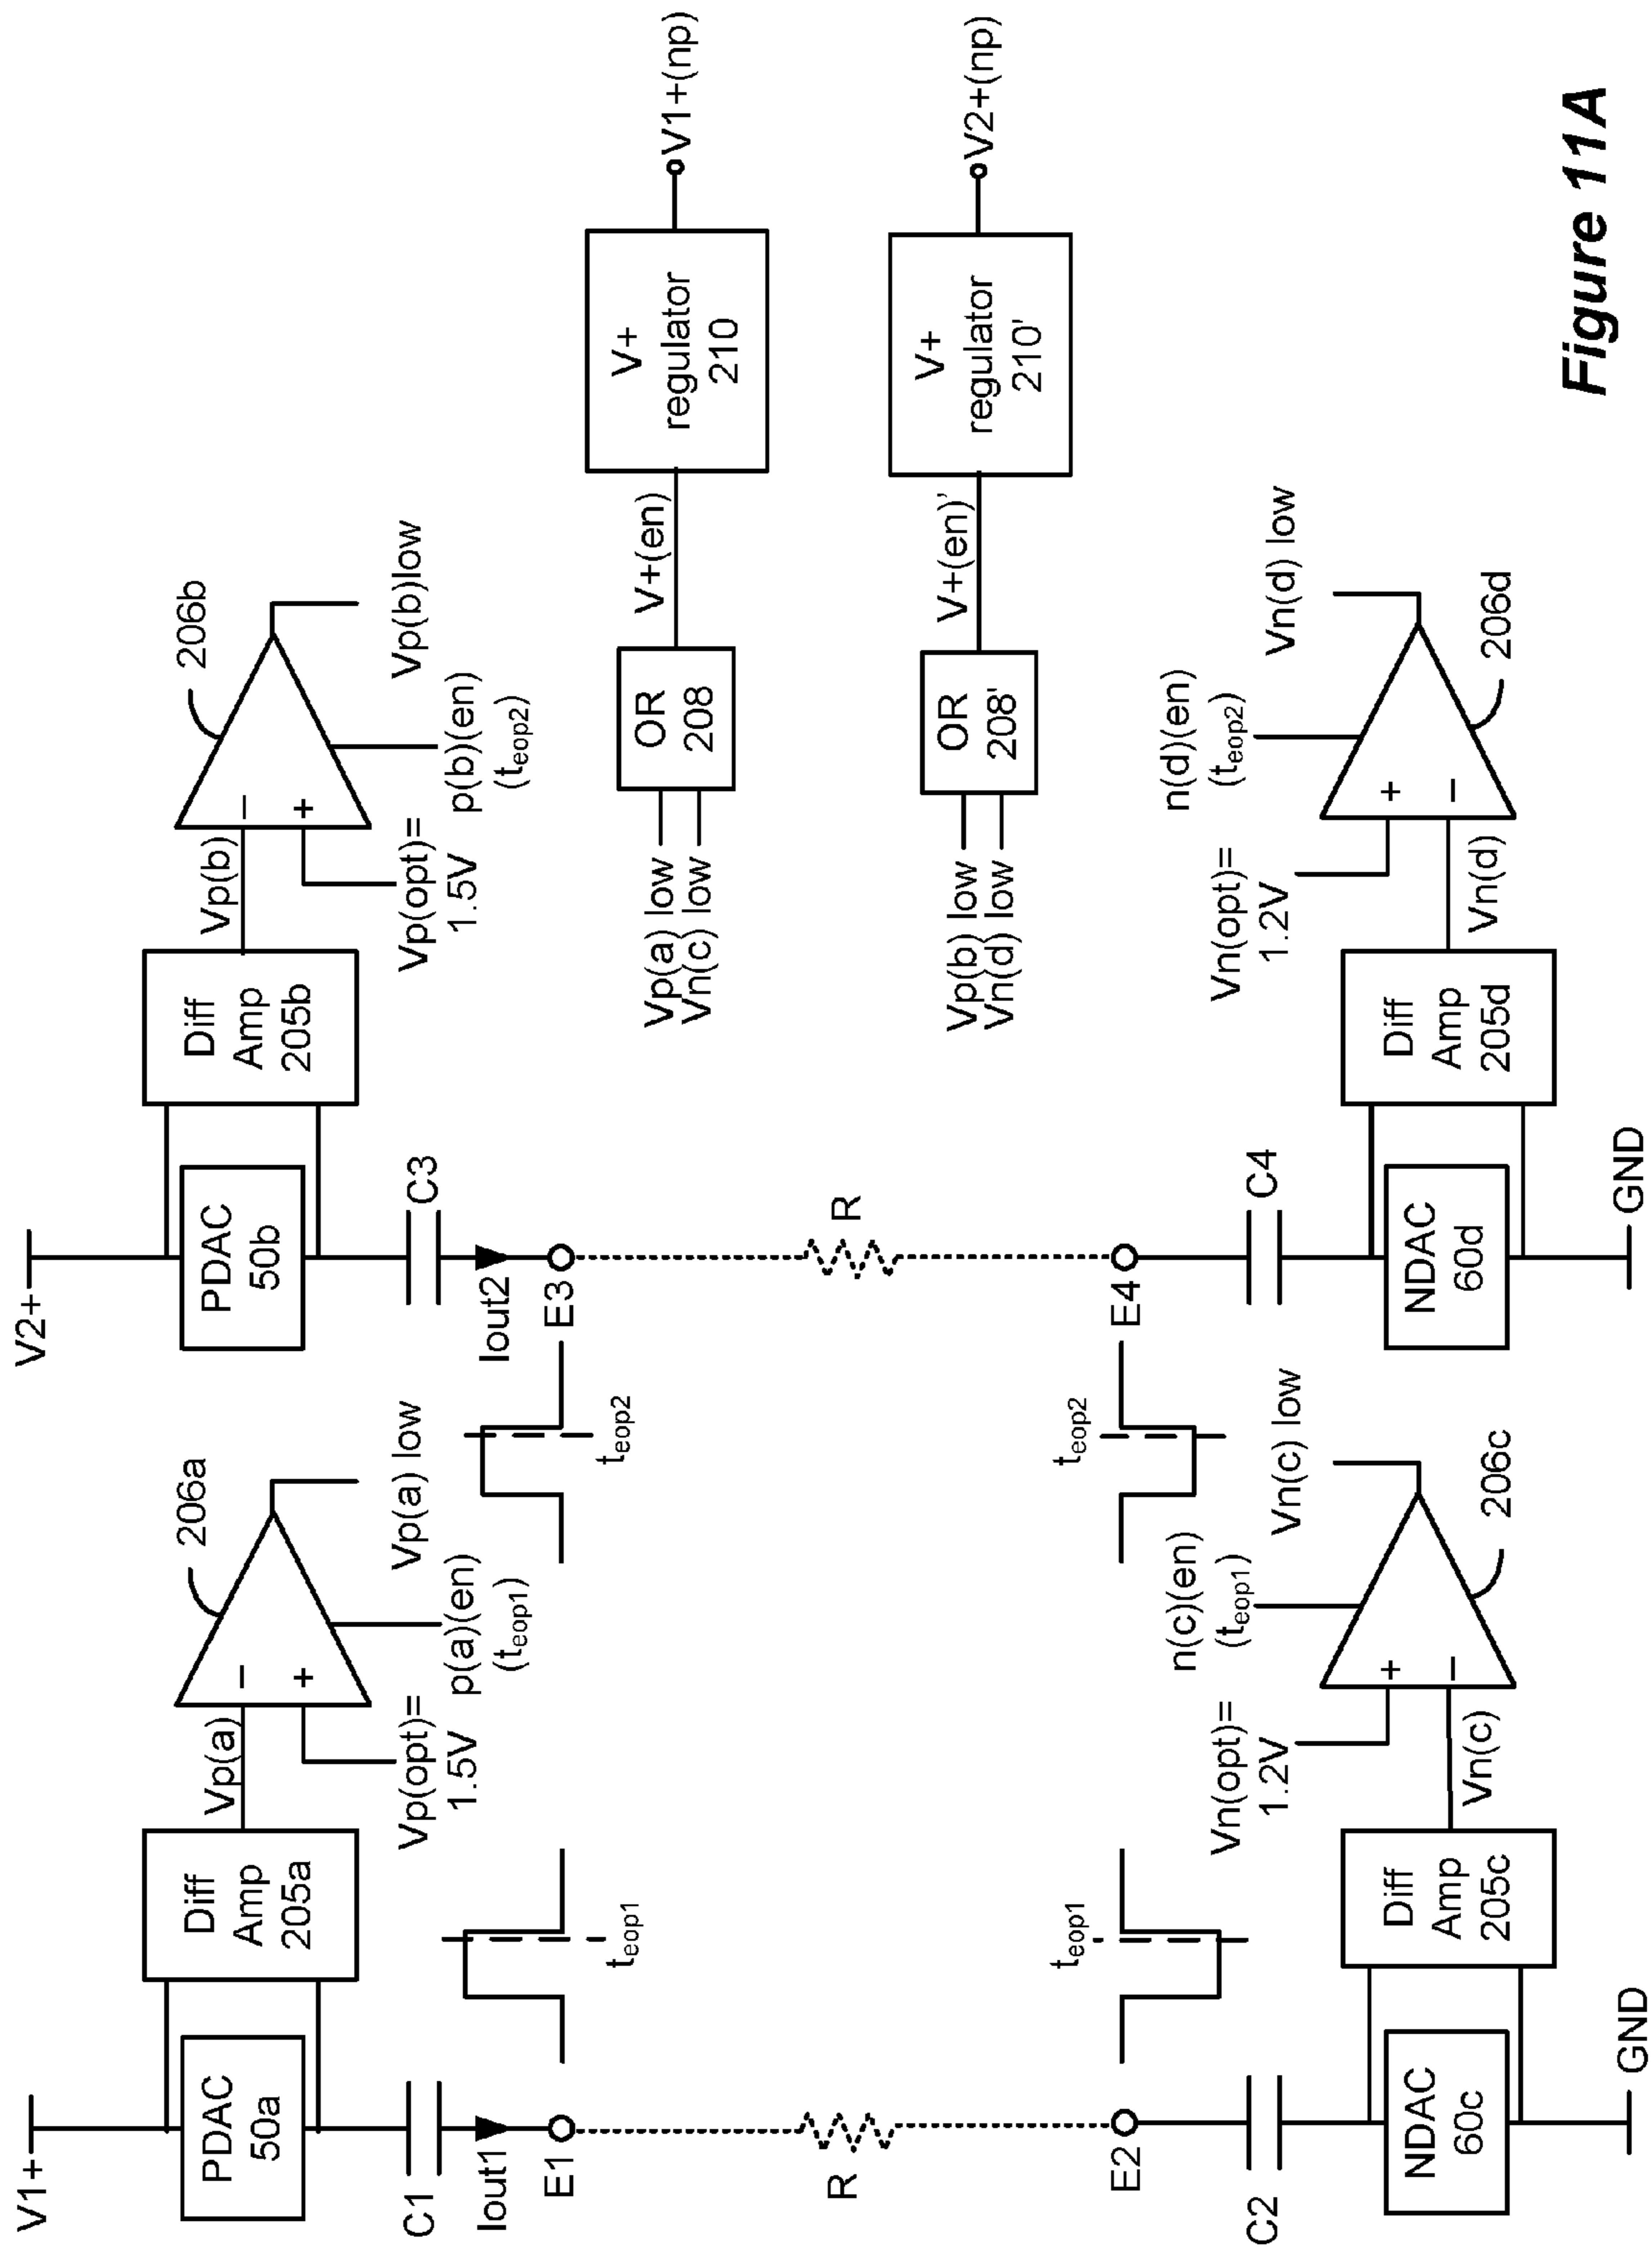 V1+
PDAC
50a
Diff
Amp
205a
Vp(a)
−
+
206a
Vp(opt)=
1.5V
p(a)(en)
(teop1)
Vp(a) low
C1
Iout1
E1
teop1
R
E2
teop1
C2
NDAC
60c
GND
Diff
Amp
205c
Vn(c)
Vn(opt)=
1.2V
+
−
n(c)(en)
(teop1)
Vn(c) low
206c
V2+
PDAC
50b
Diff
Amp
205b
Vp(b)
−
+
206b
Vp(opt)=
1.5V
p(b)(en)
(teop2)
Vp(b)low
C3
Iout2
E3
teop2
R
E4
teop2
C4
NDAC
60d
GND
Diff
Amp
205d
Vn(d)
Vn(opt)=
1.2V
+
−
n(d)(en)
(teop2)
Vn(d) low
206d
Vp(a) low
Vn(c) low
OR
208
V+(en)
V+
regulator
210
V1+(np)
Vp(b) low
Vn(d) low
OR
208'
V+(en)'
V+
regulator
210'
V2+(np)
Figure 11A